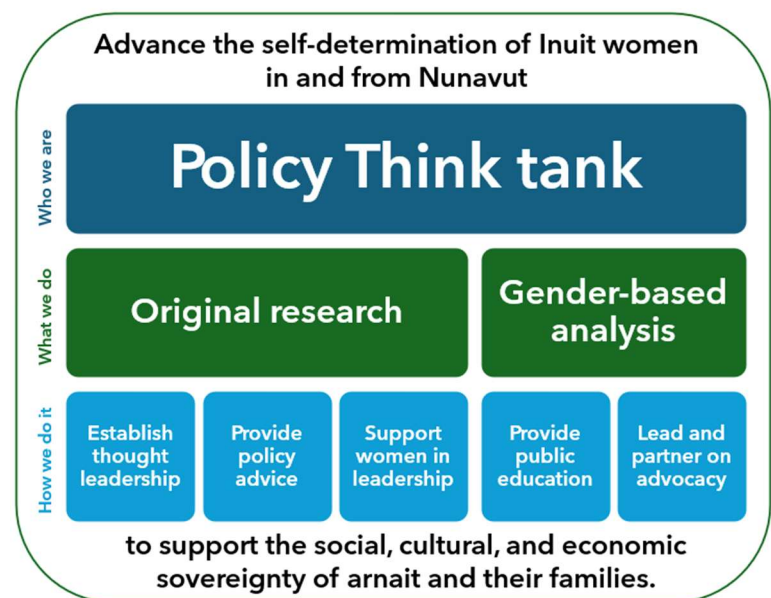 Advance the self-determination of Inuit women
in and from Nunavut
Who we are
Policy Think tank
What we do
Original research
Gender-based
analysis
How we do it
Establish
thought
leadership
Provide
policy
advice
Support
women in
leadership
Provide
public
education
Lead and
partner on
advocacy
to support the social, cultural, and economic
sovereignty of arnait and their families.